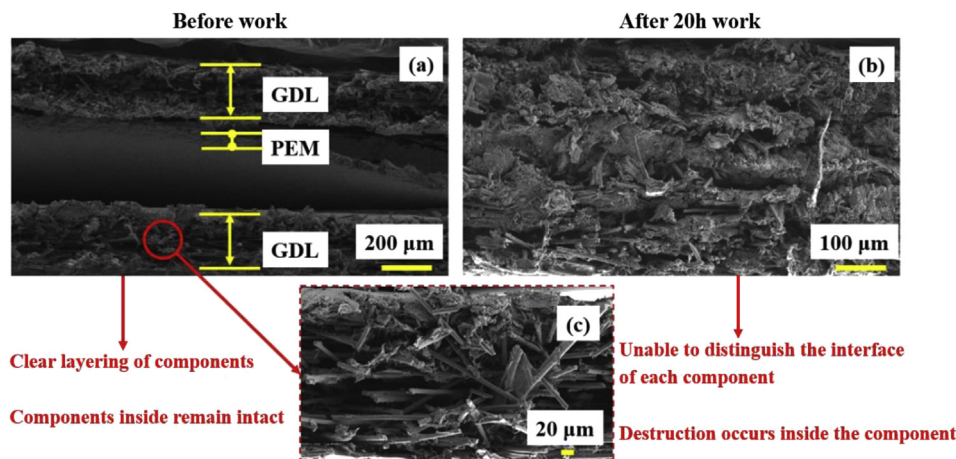 Before work
After 20h work
(a)
GDL
PEM
GDL
200 μm
(b)
100 μm
(c)
20 μm
Clear layering of components
Components inside remain intact
Unable to distinguish the interface
of each component
Destruction occurs inside the component